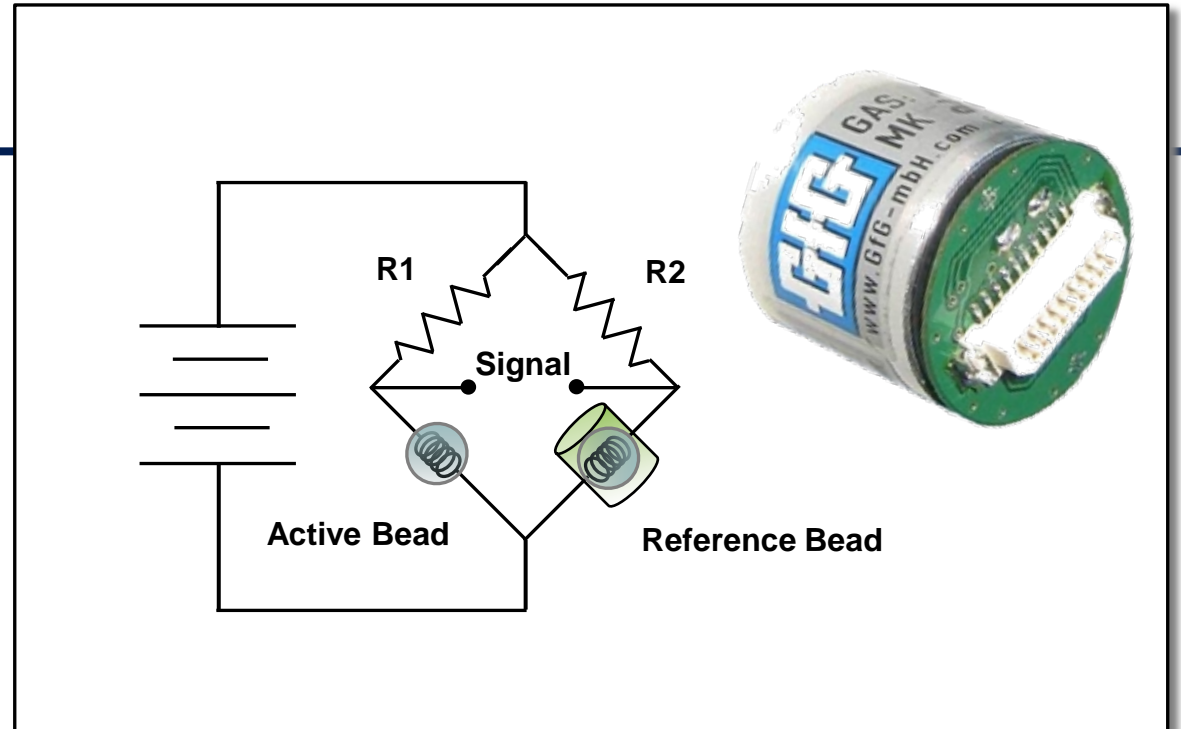 R1
R2
Signal
Active Bead
Reference Bead
GfG
GAS:
MK
www.GfG-mbH.com